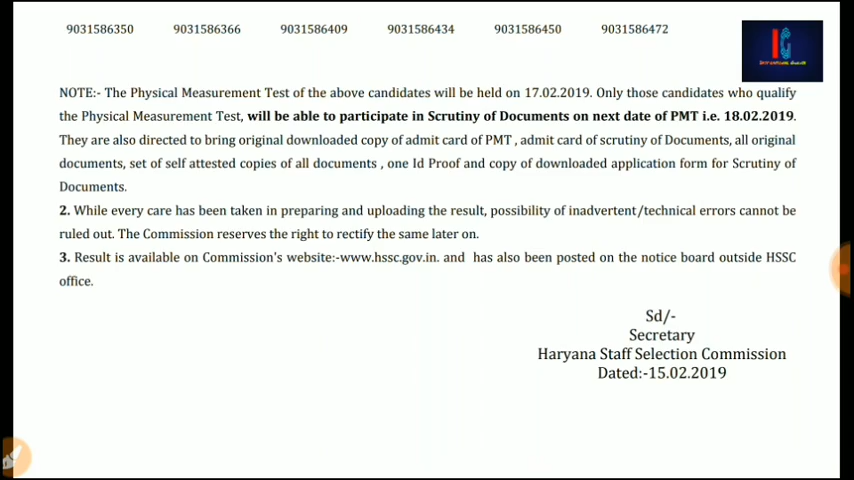 9031586350 9031586366 9031586409 9031586434 9031586450 9031586472
NOTE:- The Physical Measurement Test of the above candidates will be held on 17.02.2019. Only those candidates who qualify
the Physical Measurement Test, will be able to participate in Scrutiny of Documents on next date of PMT i.e. 18.02.2019.
They are also directed to bring original downloaded copy of admit card of PMT , admit card of scrutiny of Documents, all original
documents, set of self attested copies of all documents , one Id Proof and copy of downloaded application form for Scrutiny of
Documents.
2. While every care has been taken in preparing and uploading the result, possibility of inadvertent/technical errors cannot be
ruled out. The Commission reserves the right to rectify the same later on.
3. Result is available on Commission's website:-www.hssc.gov.in. and has also been posted on the notice board outside HSSC
office.
Sd/-
Secretary
Haryana Staff Selection Commission
Dated:-15.02.2019